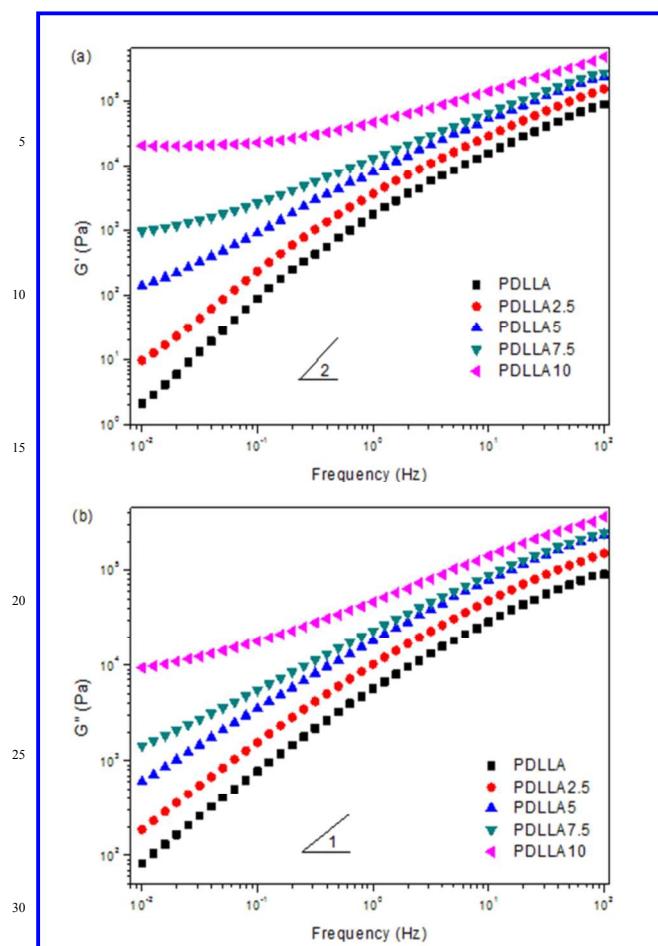 (a)
G' (Pa)
10⁵
10⁴
10³
10²
10¹
10⁰
PDLLA
PDLLA2.5
PDLLA5
PDLLA7.5
PDLLA10
2
10⁻² 10⁻¹ 10⁰ 10¹ 10²
Frequency (Hz)
(b)
G" (Pa)
10⁵
10⁴
10³
10²
PDLLA
PDLLA2.5
PDLLA5
PDLLA7.5
PDLLA10
1
10⁻² 10⁻¹ 10⁰ 10¹ 10²
Frequency (Hz)
5
10
15
20
25
30